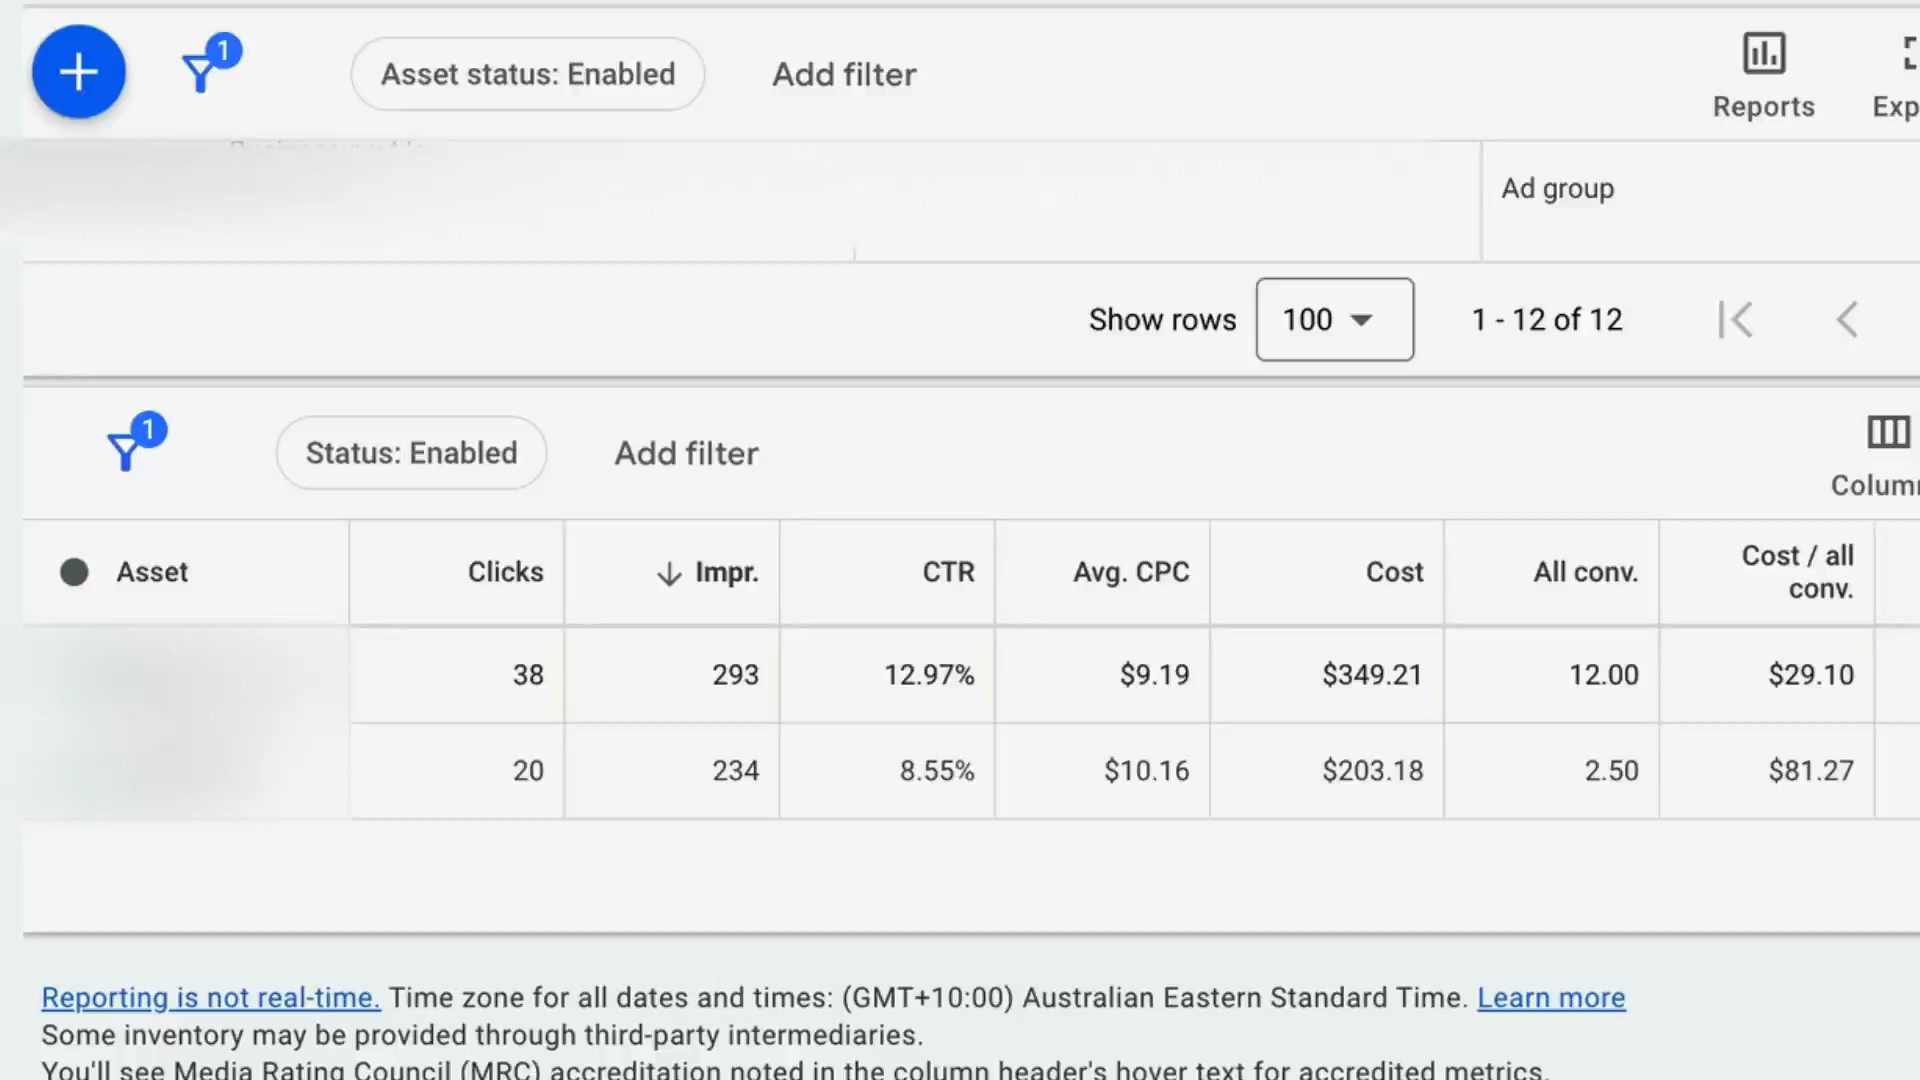 1
Asset status: Enabled
Add filter
Reports
Exp
Ad group
Show rows
100
1 - 12 of 12
1
Status: Enabled
Add filter
Colum
Asset
Clicks
Impr.
CTR
Avg. CPC
Cost
All conv.
Cost / all
conv.
38
293
12.97%
$9.19
$349.21
12.00
$29.10
20
234
8.55%
$10.16
$203.18
2.50
$81.27
Reporting is not real-time. Time zone for all dates and times: (GMT+10:00) Australian Eastern Standard Time. Learn more
Some inventory may be provided through third-party intermediaries.
You'll see Media Rating Council (MRC) accreditation noted in the column header's hover text for accredited metrics.